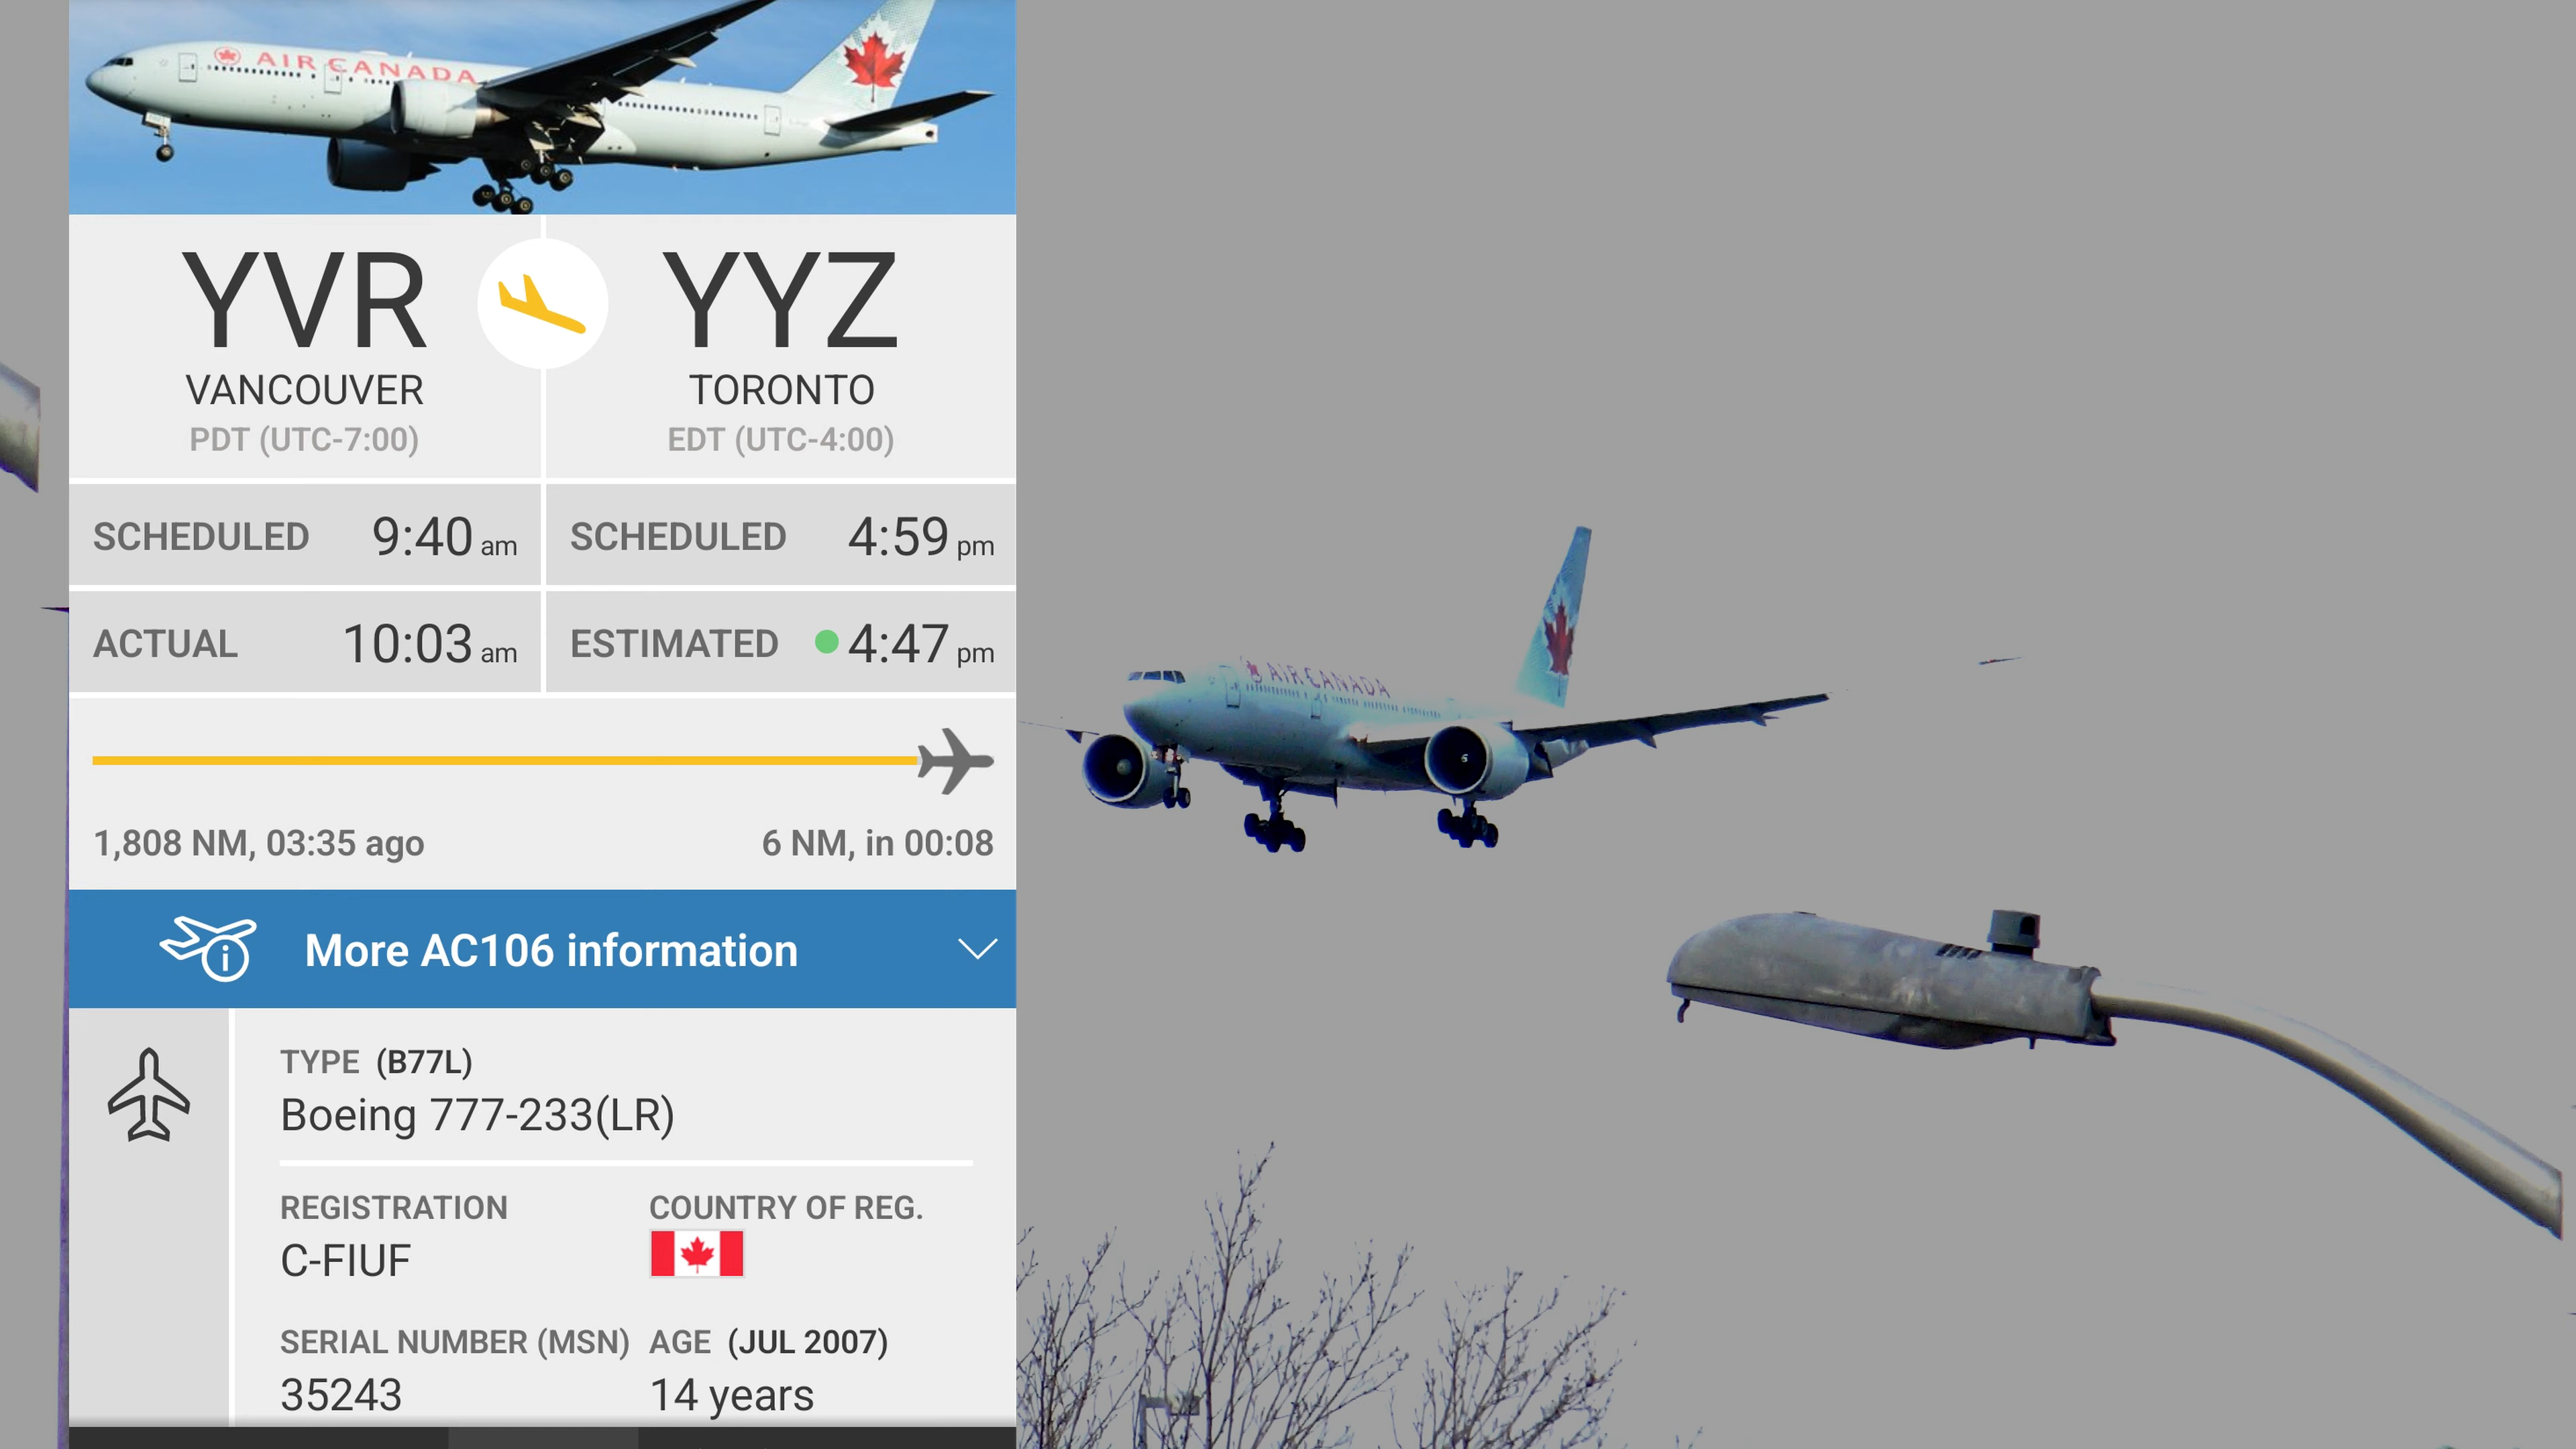 AIR CANADA
YVR
VANCOUVER
PDT (UTC-7:00)
YYZ
TORONTO
EDT (UTC-4:00)
SCHEDULED 9:40 am
SCHEDULED 4:59 pm
ACTUAL 10:03 am
ESTIMATED 4:47 pm
1,808 NM, 03:35 ago
6 NM, in 00:08
More AC106 information
TYPE (B77L)
Boeing 777-233(LR)
REGISTRATION
C-FIUF
COUNTRY OF REG.
SERIAL NUMBER (MSN)
35243
AGE (JUL 2007)
14 years
AIR CANADA